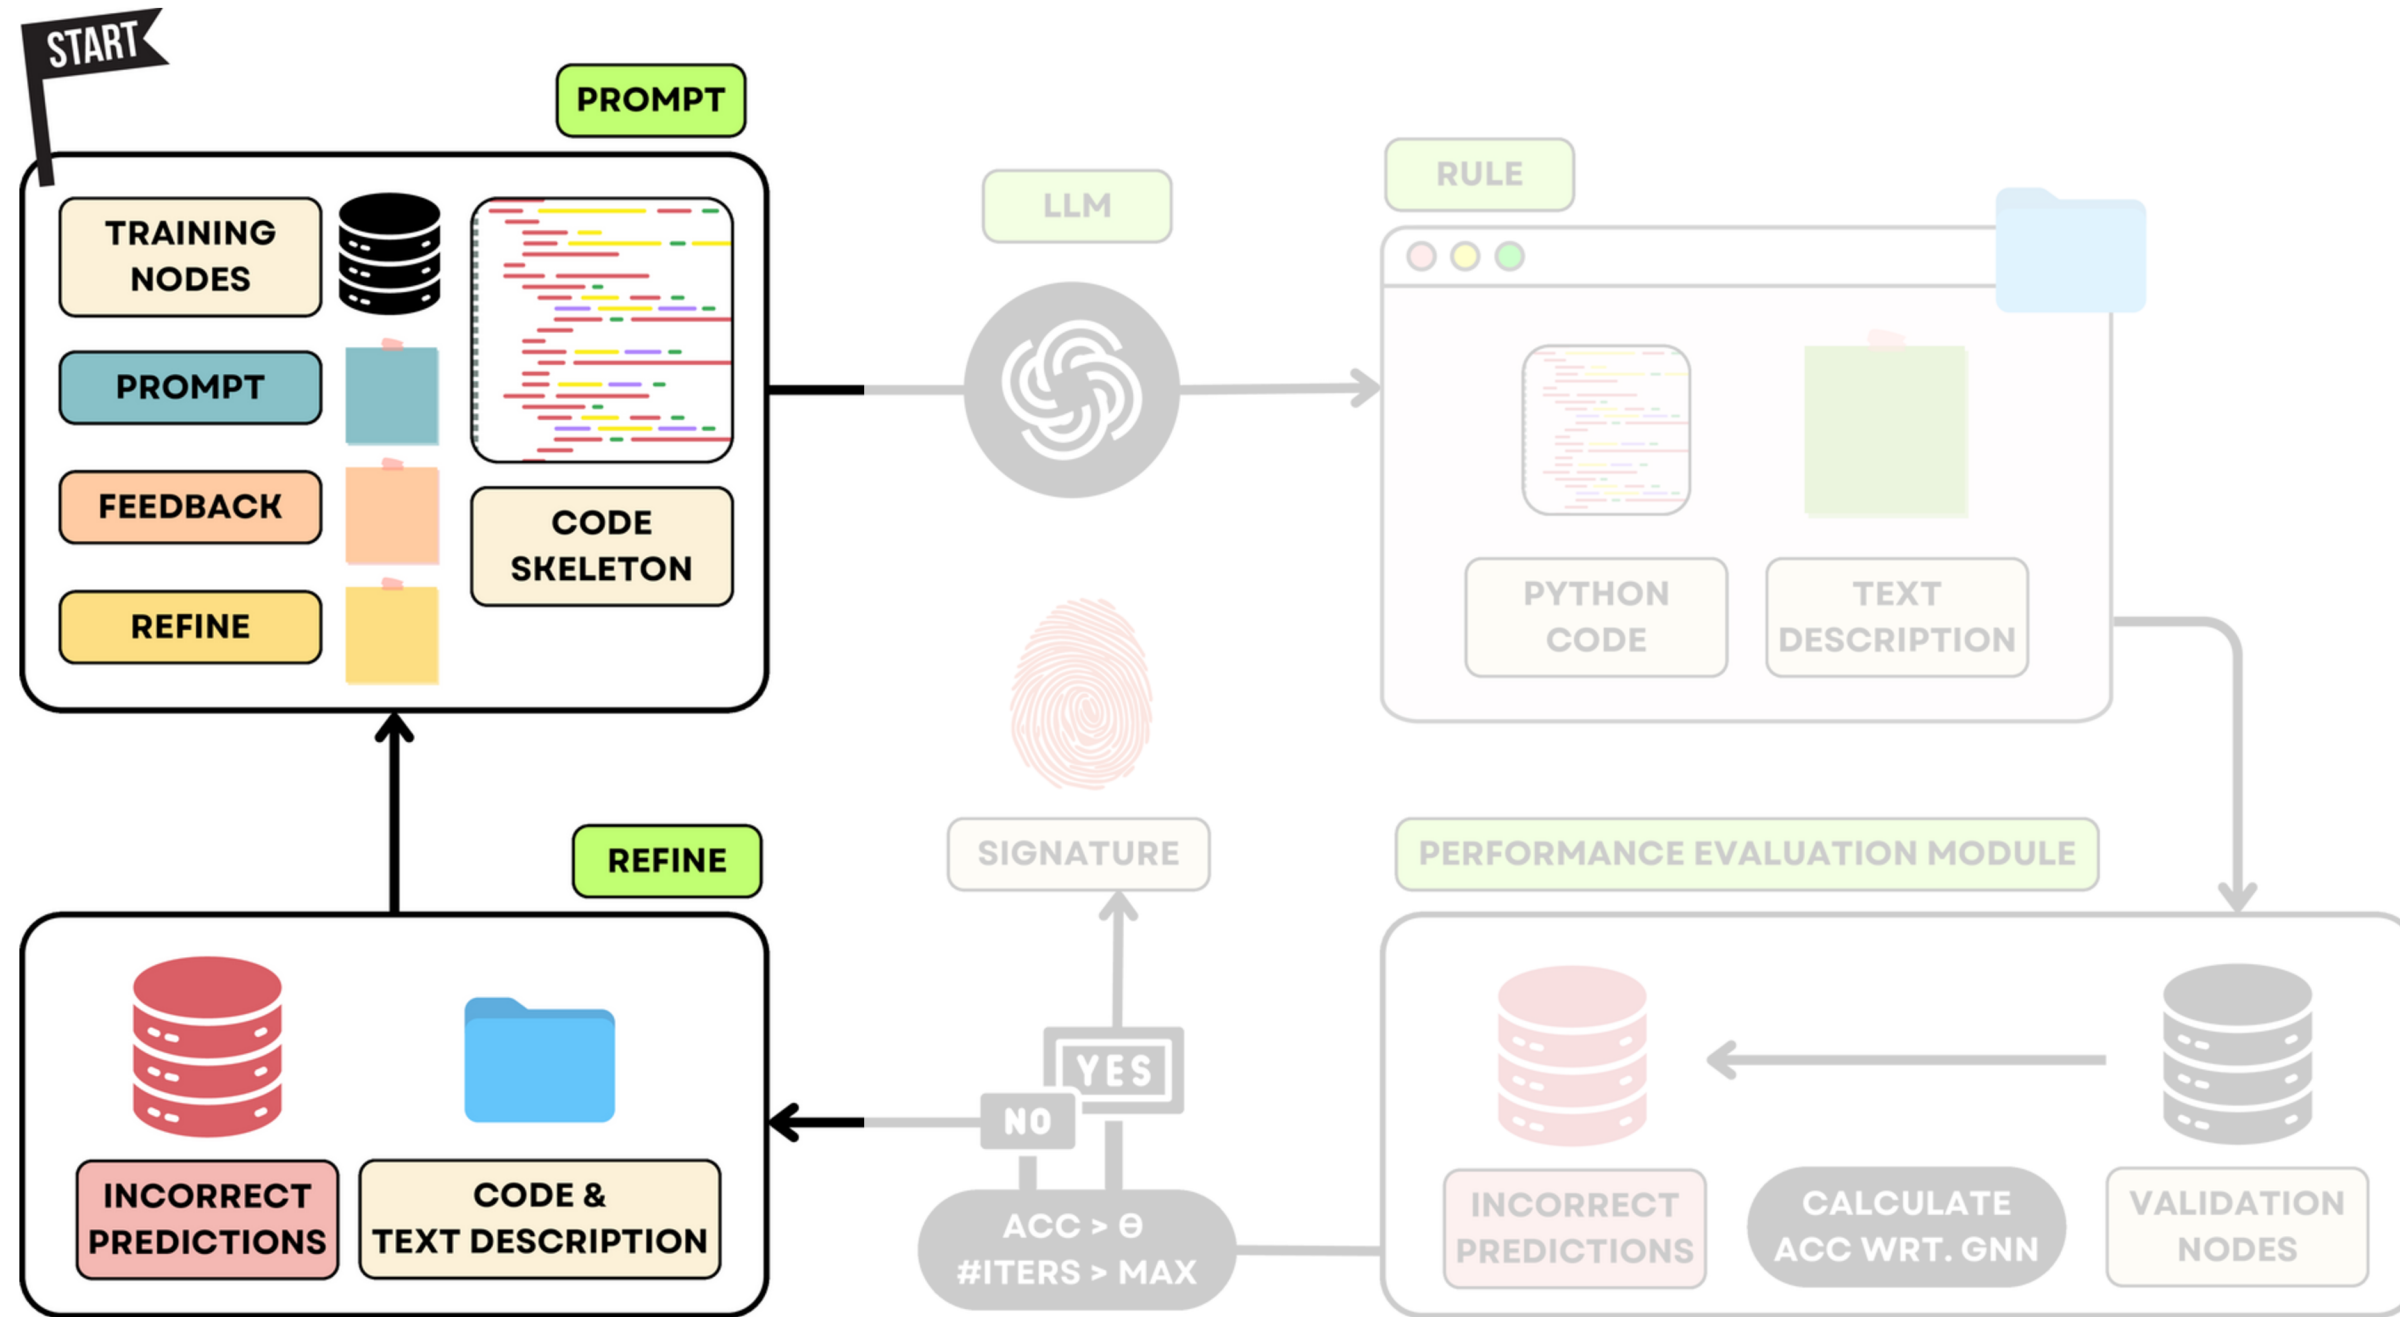 START
PROMPT
TRAINING
NODES
PROMPT
FEEDBACK
REFINE
CODE
SKELETON
LLM
RULE
PYTHON
CODE
TEXT
DESCRIPTION
SIGNATURE
PERFORMANCE EVALUATION MODULE
REFINE
INCORRECT
PREDICTIONS
CODE &
TEXT DESCRIPTION
YES
NO
ACC > Θ
#ITERS > MAX
INCORRECT
PREDICTIONS
CALCULATE
ACC WRT. GNN
VALIDATION
NODES